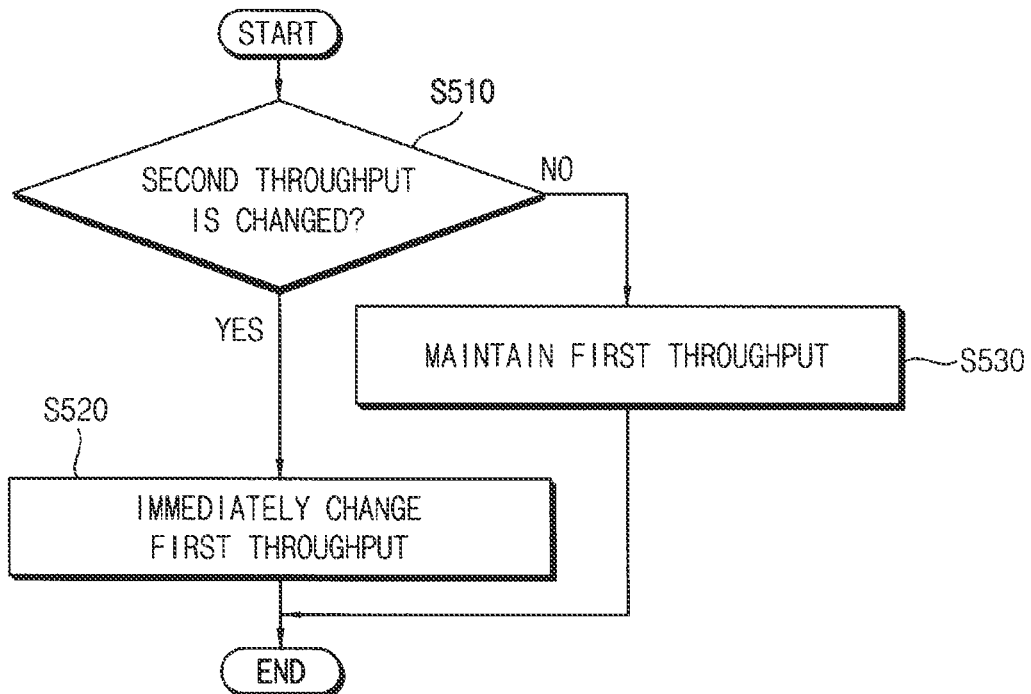 START
S510
SECOND THROUGHPUT
IS CHANGED?
NO
YES
MAINTAIN FIRST THROUGHPUT
S530
S520
IMMEDIATELY CHANGE
FIRST THROUGHPUT
END